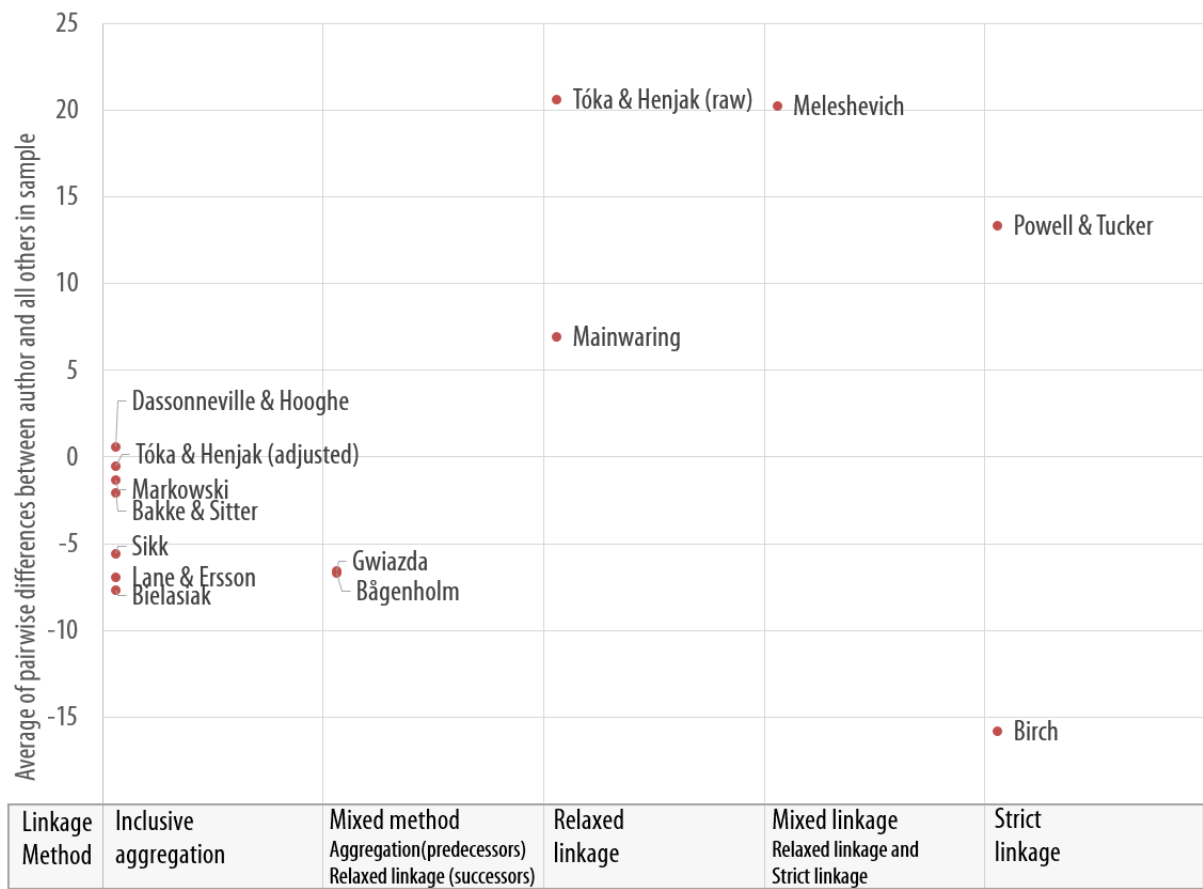 Average of pairwise differences between author and all others in sample
25
20
15
10
5
0
-5
-10
-15
Tóka & Henjak (raw)
Meleshevich
Powell & Tucker
Mainwaring
Dassonneville & Hooghe
Tóka & Henjak (adjusted)
Markowski
Bakke & Sitter
Sikk
Lane & Ersson
Bielasiak
Gwiazda
Bågenholm
Birch
Linkage
Method
Inclusive
aggregation
Mixed method
Aggregation(predecessors)
Relaxed linkage (successors)
Relaxed
linkage
Mixed linkage
Relaxed linkage and
Strict linkage
Strict
linkage